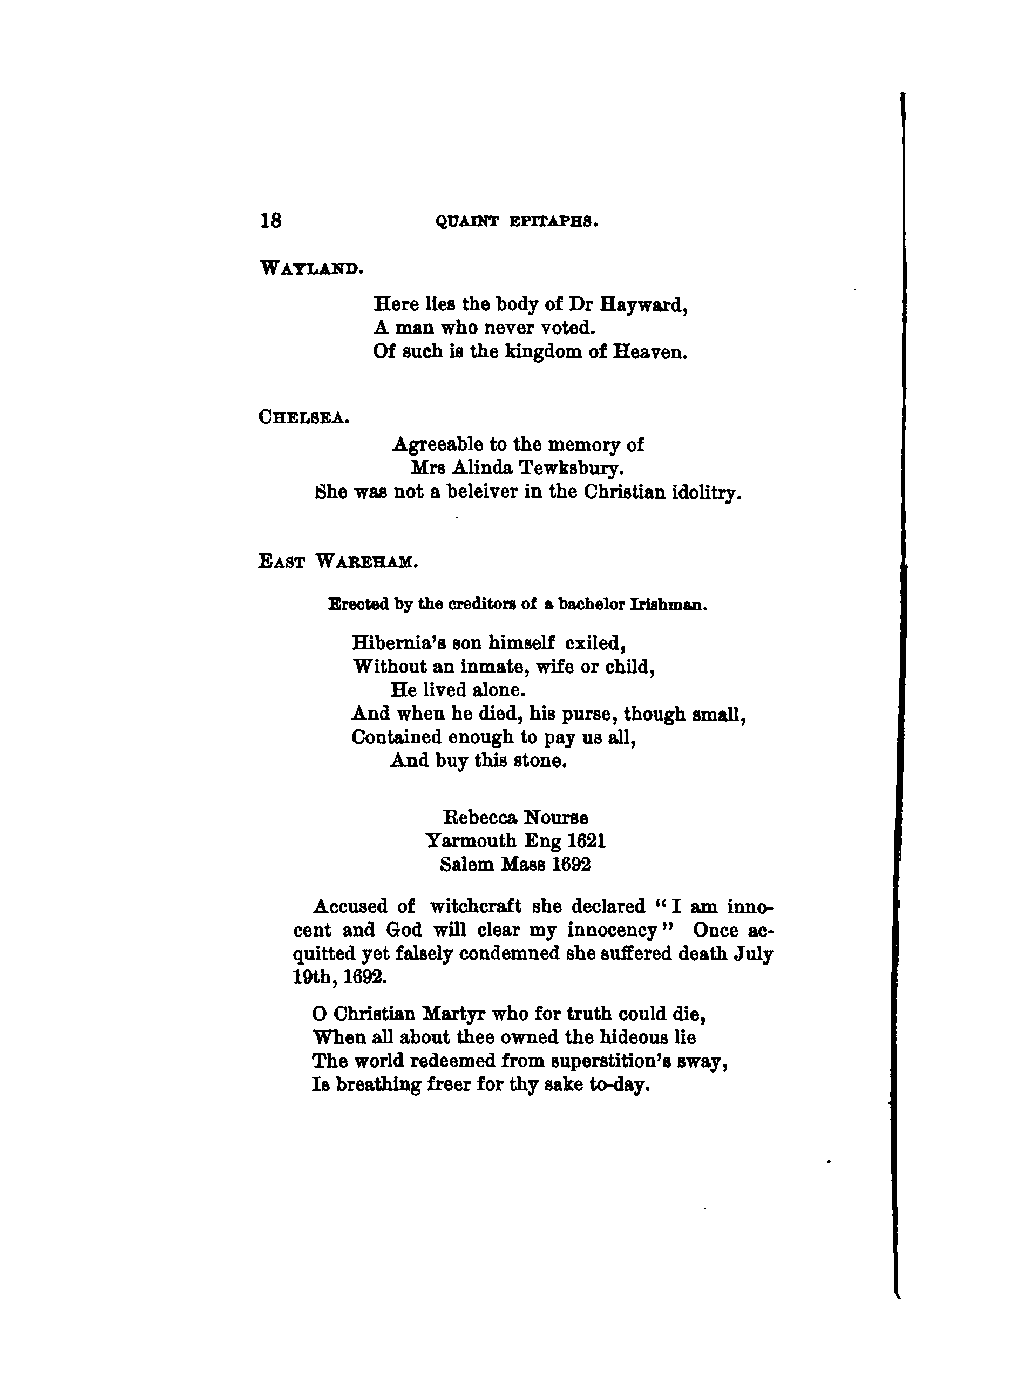 18 QUAINT EPITAPHS.
WAYLAND.
Here lies the body of Dr Hayward,
A man who never voted.
Of such is the kingdom of Heaven.
CHELSEA.
Agreeable to the memory of
Mrs Alinda Tewksbury.
She was not a beleiver in the Christian idolitry.
EAST WAREHAM.
Erected by the creditors of a bachelor Irishman.
Hibernia's son himself exiled,
Without an inmate, wife or child,
He lived alone.
And when he died, his purse, though small,
Contained enough to pay us all,
And buy this stone.
Rebecca Nourse
Yarmouth Eng 1621
Salem Mass 1692
Accused of witchcraft she declared "I am inno-
cent and God will clear my innocency" Once ac-
quitted yet falsely condemned she suffered death July
19th, 1692.
O Christian Martyr who for truth could die,
When all about thee owned the hideous lie
The world redeemed from superstition's sway,
Is breathing freer for thy sake to-day.